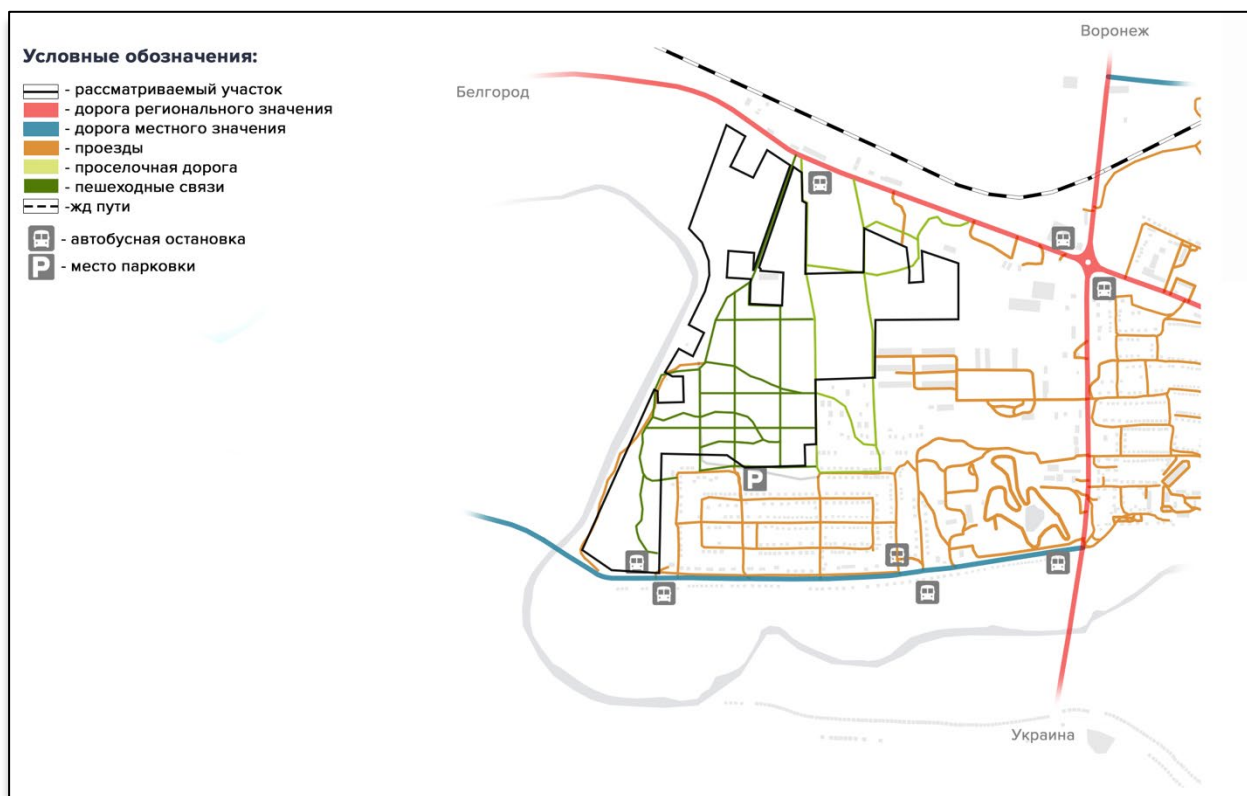 Воронеж
Условные обозначения:
- рассматриваемый участок
- дорога регионального значения
- дорога местного значения
- проезды
- проселочная дорога
- пешеходные связи
-жд пути
- автобусная остановка
P - место парковки
Белгород
P
Украина